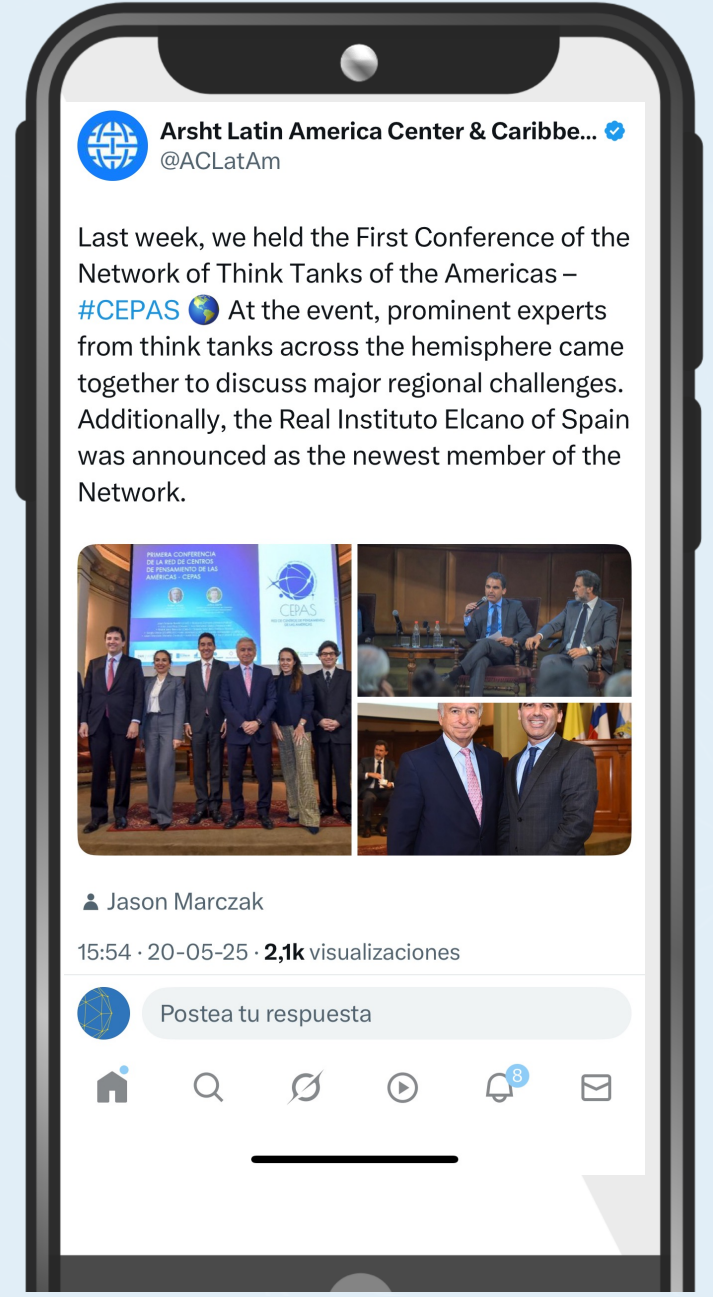 Arsht Latin America Center & Caribbe...
@ACLatAm
Last week, we held the First Conference of the
Network of Think Tanks of the Americas –
#CEPAS 🌎 At the event, prominent experts
from think tanks across the hemisphere came
together to discuss major regional challenges.
Additionally, the Real Instituto Elcano of Spain
was announced as the newest member of the
Network.
PRIMERA CONFERENCIA
DE LA RED DE CENTROS
DE PENSAMIENTO DE LAS
AMÉRICAS - CEPAS
CEPAS
Jason Marczak
15:54 · 20-05-25 · 2,1k visualizaciones
Postea tu respuesta
8